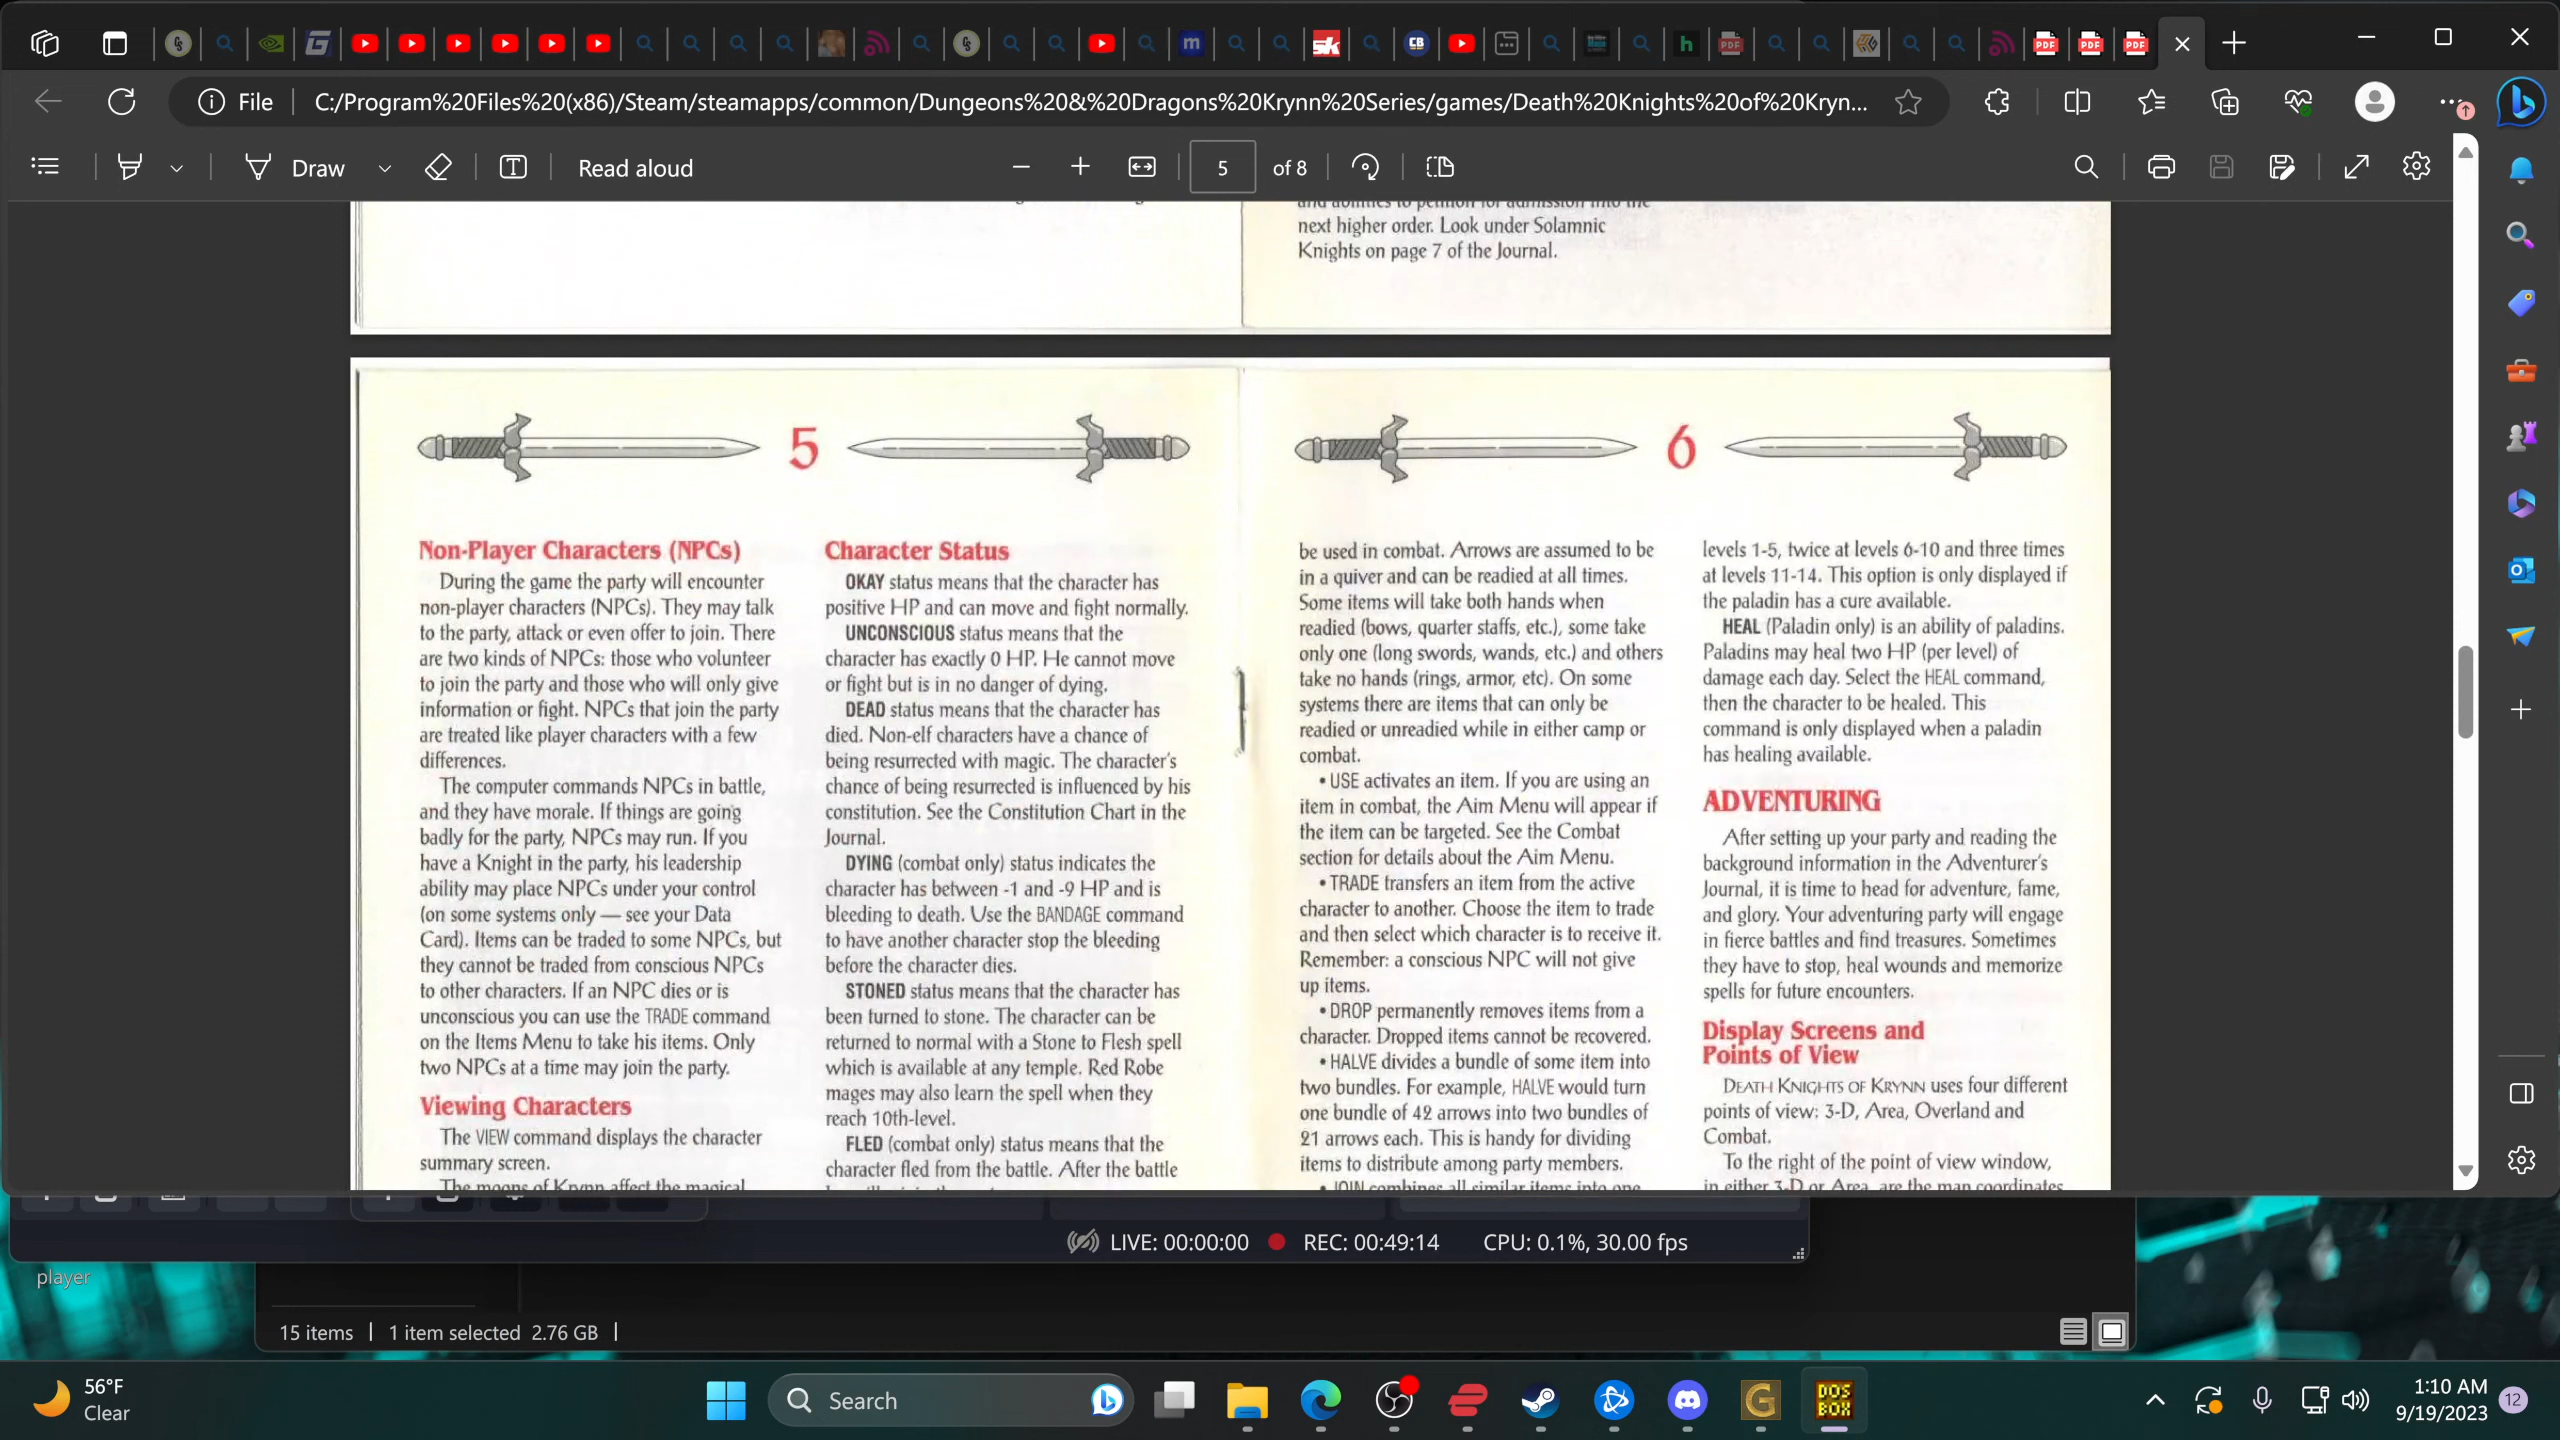 File
C:/Program%20Files%20(x86)/Steam/steamapps/common/Dungeons%20&%20Dragons%20Krynn%20Series/games/Death%20Knights%20of%20Kryn...
Draw
Read aloud
5
of 8
next higher order. Look under Solamnic
Knights on page 7 of the Journal.
5
Non-Player Characters (NPCs)
During the game the party will encounter
non-player characters (NPCs). They may talk
to the party, attack or even offer to join. There
are two kinds of NPCs: those who volunteer
to join the party and those who will only give
information or fight. NPCs that join the party
are treated like player characters with a few
differences.
The computer commands NPCs in battle,
and they have morale. If things are going
badly for the party, NPCs may run. If you
have a Knight in the party, his leadership
ability may place NPCs under your control
(on some systems only — see your Data
Card). Items can be traded to some NPCs, but
they cannot be traded from conscious NPCs
to other characters. If an NPC dies or is
unconscious you can use the TRADE command
on the Items Menu to take his items. Only
two NPCs at a time may join the party.
Viewing Characters
The VIEW command displays the character
summary screen.
The moons of Krynn affect the magical
Character Status
OKAY status means that the character has
positive HP and can move and fight normally.
UNCONSCIOUS status means that the
character has exactly 0 HP. He cannot move
or fight but is in no danger of dying.
DEAD status means that the character has
died. Non-elf characters have a chance of
being resurrected with magic. The character's
chance of being resurrected is influenced by his
constitution. See the Constitution Chart in the
Journal.
DYING (combat only) status indicates the
character has between -1 and -9 HP and is
bleeding to death. Use the BANDAGE command
to have another character stop the bleeding
before the character dies.
STONED status means that the character has
been turned to stone. The character can be
returned to normal with a Stone to Flesh spell
which is available at any temple. Red Robe
mages may also learn the spell when they
reach 10th-level.
FLED (combat only) status means that the
character fled from the battle. After the battle
6
be used in combat. Arrows are assumed to be
in a quiver and can be readied at all times.
Some items will take both hands when
readied (bows, quarter staffs, etc.), some take
only one (long swords, wands, etc.) and others
take no hands (rings, armor, etc). On some
systems there are items that can only be
readied or unreadied while in either camp or
combat.
• USE activates an item. If you are using an
item in combat, the Aim Menu will appear if
the item can be targeted. See the Combat
section for details about the Aim Menu.
• TRADE transfers an item from the active
character to another. Choose the item to trade
and then select which character is to receive it.
Remember: a conscious NPC will not give
up items.
• DROP permanently removes items from a
character. Dropped items cannot be recovered.
• HALVE divides a bundle of some item into
two bundles. For example, HALVE would turn
one bundle of 42 arrows into two bundles of
21 arrows each. This is handy for dividing
items to distribute among party members.
• JOIN combines all similar items into one
levels 1-5, twice at levels 6-10 and three times
at levels 11-14. This option is only displayed if
the paladin has a cure available.
HEAL (Paladin only) is an ability of paladins.
Paladins may heal two HP (per level) of
damage each day. Select the HEAL command,
then the character to be healed. This
command is only displayed when a paladin
has healing available.
ADVENTURING
After setting up your party and reading the
background information in the Adventurer's
Journal, it is time to head for adventure, fame,
and glory. Your adventuring party will engage
in fierce battles and find treasures. Sometimes
they have to stop, heal wounds and memorize
spells for future encounters.
Display Screens and
Points of View
DEATH KNIGHTS OF KRYNN uses four different
points of view: 3-D, Area, Overland and
Combat.
To the right of the point of view window,
in either 3-D or Area, are the map coordinates
LIVE: 00:00:00
REC: 00:49:14
CPU: 0.1%, 30.00 fps
player
15 items
1 item selected 2.76 GB
56°F
Clear
Search
DOS BOX
1:10 AM
9/19/2023
12